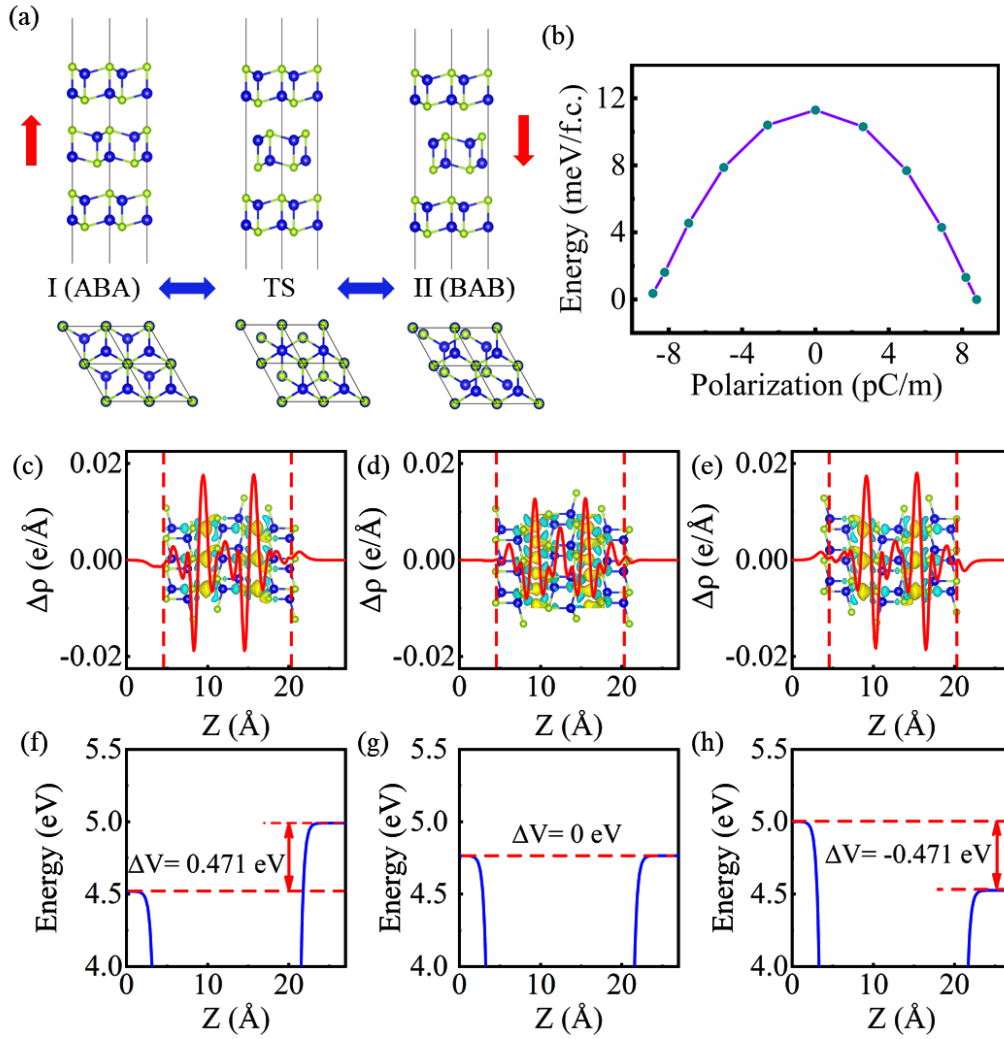 (a)
I (ABA)
TS
II (BAB)
(b)
Energy (meV/f.c.)
12
8
4
0
-8
-4
0
4
8
Polarization (pC/m)
(c)
Δρ (e/Å)
0.02
0.00
-0.02
0
10
20
Z (Å)
(d)
Δρ (e/Å)
0.02
0.00
-0.02
0
10
20
Z (Å)
(e)
Δρ (e/Å)
0.02
0.00
-0.02
0
10
20
Z (Å)
(f)
Energy (eV)
5.5
5.0
4.5
4.0
ΔV= 0.471 eV
0
10
20
Z (Å)
(g)
Energy (eV)
5.5
5.0
4.5
4.0
ΔV= 0 eV
0
10
20
Z (Å)
(h)
Energy (eV)
5.5
5.0
4.5
4.0
ΔV= -0.471 eV
0
10
20
Z (Å)